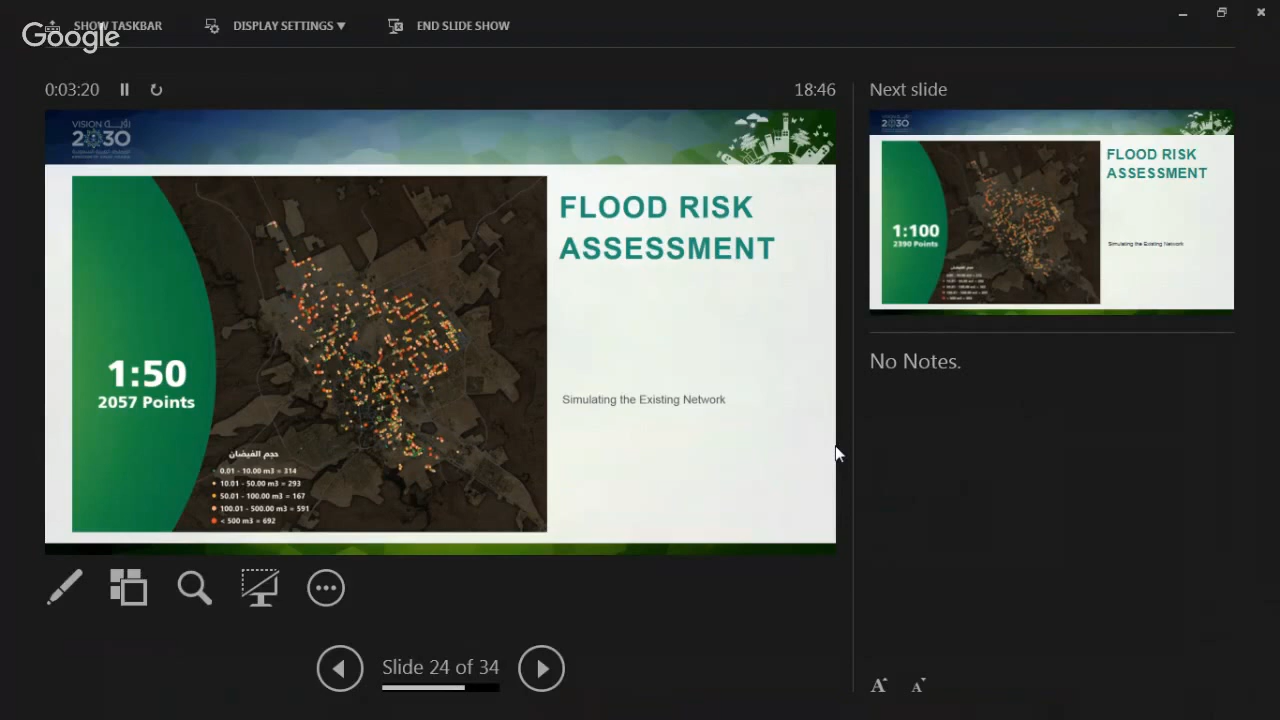 SHOW TASKBAR
DISPLAY SETTINGS
END SLIDE SHOW
Google
0:03:20
18:46
VISION رؤيـــة
2030
1:50
2057 Points
حجم الفيضان
0.01 - 10.00 m3 = 314
10.01 - 50.00 m3 = 293
50.01 - 100.00 m3 = 167
100.01 - 500.00 m3 = 591
< 500 m3 = 692
FLOOD RISK
ASSESSMENT
Simulating the Existing Network
Next slide
2030
1:100
2390 Points
حجم الفيضان
FLOOD RISK
ASSESSMENT
Simulating the Existing Network
No Notes.
Slide 24 of 34
A A